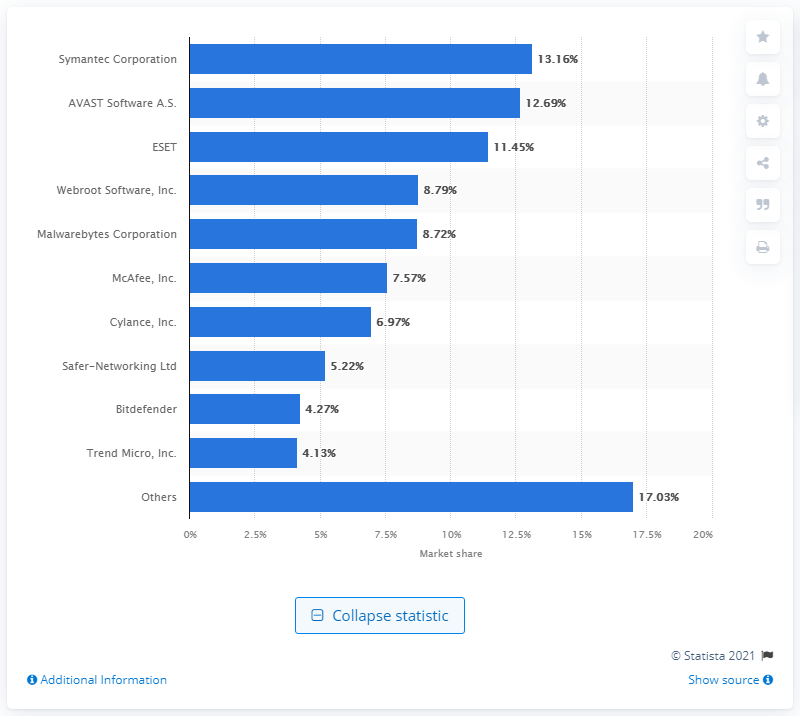 Symantec Corporation 13.16%
AVAST Software A.S. 12.69%
ESET 11.45%
Webroot Software, Inc. 8.79%
Malwarebytes Corporation 8.72%
McAfee, Inc. 7.57%
Cylance, Inc. 6.97%
Safer-Networking Ltd 5.22%
Bitdefender 4.27%
Trend Micro, Inc. 4.13%
Others 17.03%
0% 2.5% 5% 7.5% 10% 12.5% 15% 17.5% 20%
Market share
Collapse statistic
© Statista 2021
Additional Information Show source